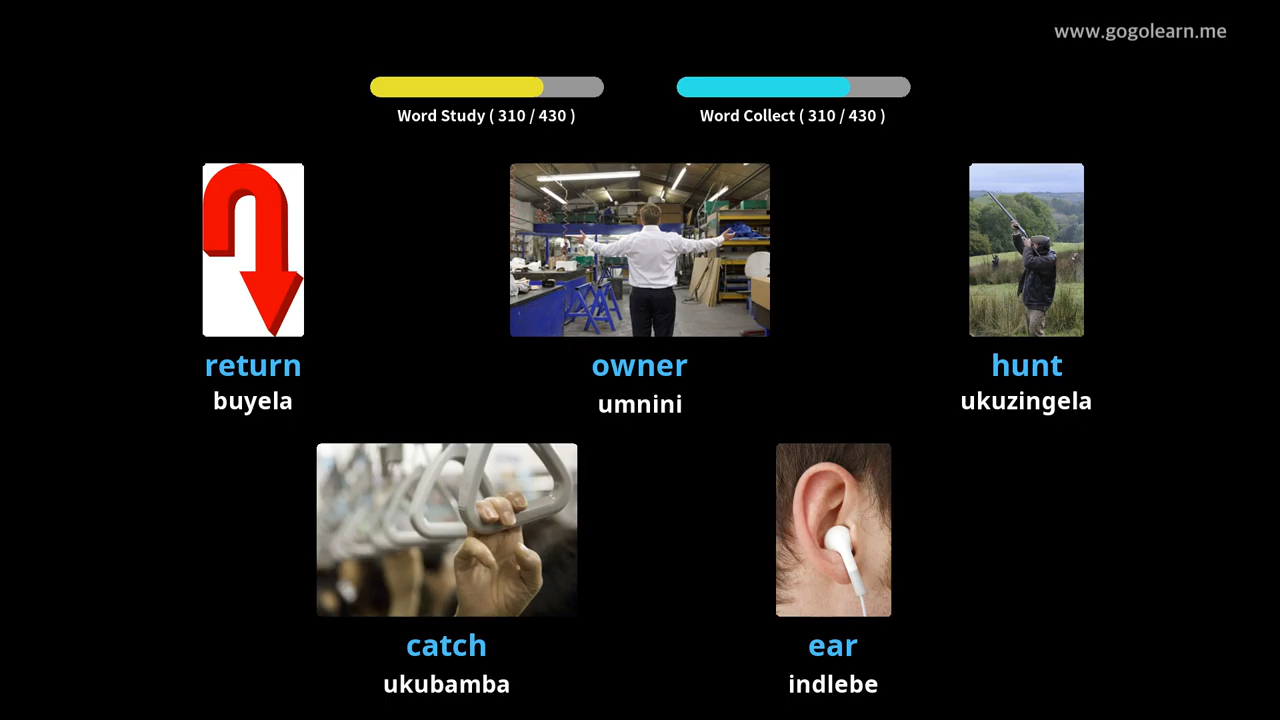 www.gogolearn.me
Word Study ( 310 / 430 )
Word Collect ( 310 / 430 )
return
buyela
owner
umnini
hunt
ukuzingela
catch
ukubamba
ear
indlebe